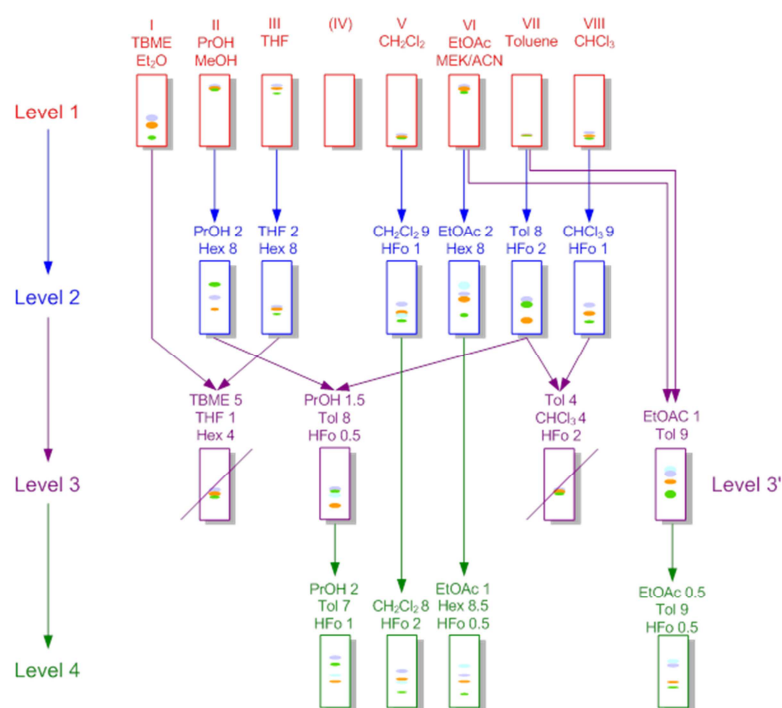 I II III (IV) V VI VII VIII
TBME PrOH THF CH₂Cl₂ EtOAc Toluene CHCl₃
Et₂O MeOH MEK/ACN
Level 1
PrOH 2 THF 2 CH₂Cl₂ 9 EtOAc 2 Tol 8 CHCl₃ 9
Hex 8 Hex 8 HFo 1 Hex 8 HFo 2 HFo 1
Level 2
TBME 5 PrOH 1.5 Tol 4 EtOAC 1
THF 1 Tol 8 CHCl₃ 4 Tol 9
Hex 4 HFo 0.5 HFo 2
Level 3 Level 3'
PrOH 2 CH₂Cl₂ 8 EtOAc 1 EtOAc 0.5
Tol 7 HFo 2 Hex 8.5 Tol 9
HFo 1 HFo 0.5 HFo 0.5
Level 4